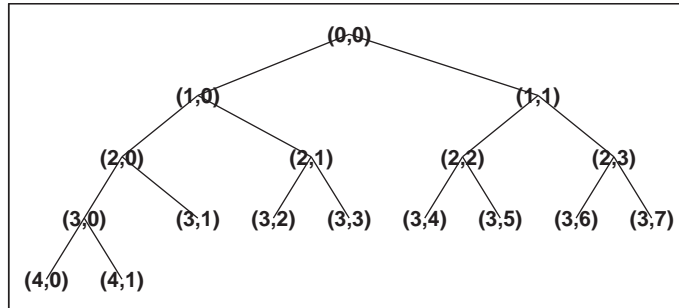 (0,0)
(1,0) (1,1)
(2,0) (2,1) (2,2) (2,3)
(3,0) (3,1) (3,2) (3,3) (3,4) (3,5) (3,6) (3,7)
(4,0) (4,1)